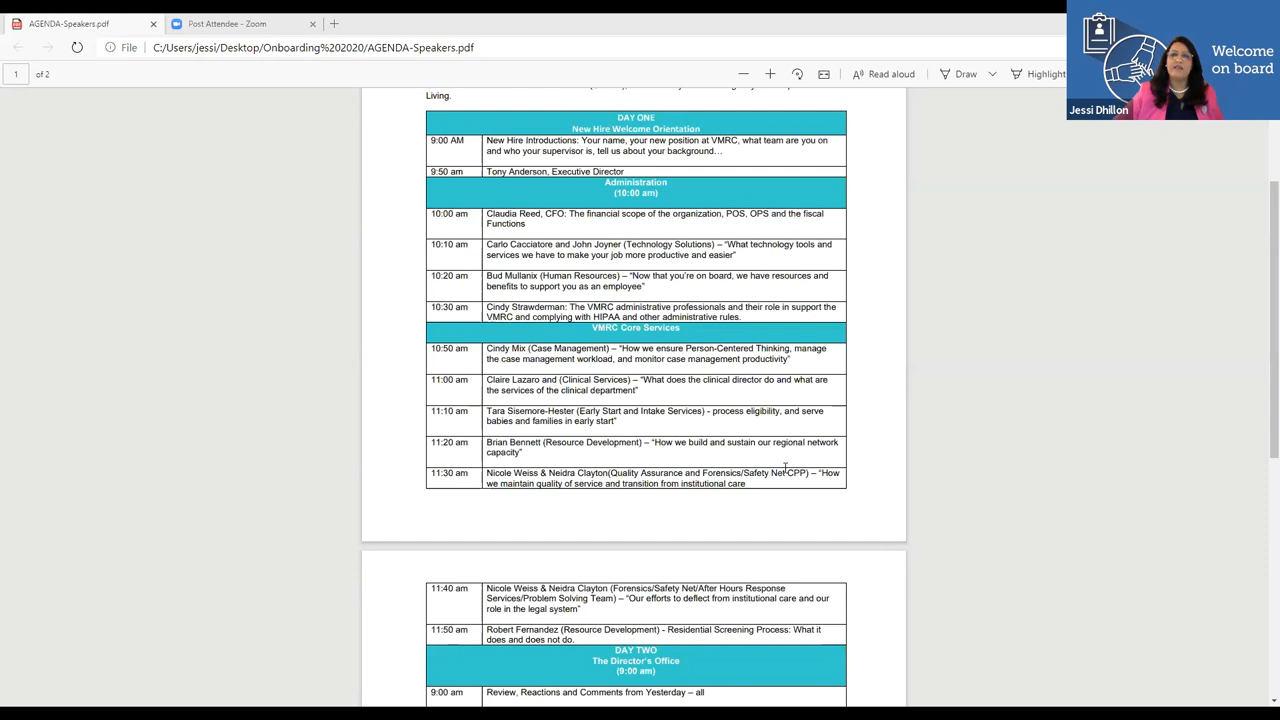 AGENDA-Speakers.pdf
Post Attendee - Zoom
File
C:/Users/jessi/Desktop/Onboarding%202020/AGENDA-Speakers.pdf
1
of 2
Read aloud
Draw
Highlight
Welcome
on board
Jessi Dhillon
Living.
DAY ONE
New Hire Welcome Orientation
9:00 AM
New Hire Introductions: Your name, your new position at VMRC, what team are you on
and who your supervisor is, tell us about your background…
9:50 am
Tony Anderson, Executive Director
Administration
(10:00 am)
10:00 am
Claudia Reed, CFO: The financial scope of the organization, POS, OPS and the fiscal
Functions
10:10 am
Carlo Cacciatore and John Joyner (Technology Solutions) – “What technology tools and
services we have to make your job more productive and easier”
10:20 am
Bud Mullanix (Human Resources) – “Now that you’re on board, we have resources and
benefits to support you as an employee”
10:30 am
Cindy Strawderman: The VMRC administrative professionals and their role in support the
VMRC and complying with HIPAA and other administrative rules.
VMRC Core Services
10:50 am
Cindy Mix (Case Management) – “How we ensure Person-Centered Thinking, manage
the case management workload, and monitor case management productivity”
11:00 am
Claire Lazaro and (Clinical Services) – “What does the clinical director do and what are
the services of the clinical department”
11:10 am
Tara Sisemore-Hester (Early Start and Intake Services) - process eligibility, and serve
babies and families in early start”
11:20 am
Brian Bennett (Resource Development) – “How we build and sustain our regional network
capacity”
11:30 am
Nicole Weiss & Neidra Clayton(Quality Assurance and Forensics/Safety Net/CPP) – “How
we maintain quality of service and transition from institutional care
11:40 am
Nicole Weiss & Neidra Clayton (Forensics/Safety Net/After Hours Response
Services/Problem Solving Team) – “Our efforts to deflect from institutional care and our
role in the legal system”
11:50 am
Robert Fernandez (Resource Development) - Residential Screening Process: What it
does and does not do.
DAY TWO
The Director’s Office
(9:00 am)
9:00 am
Review, Reactions and Comments from Yesterday – all